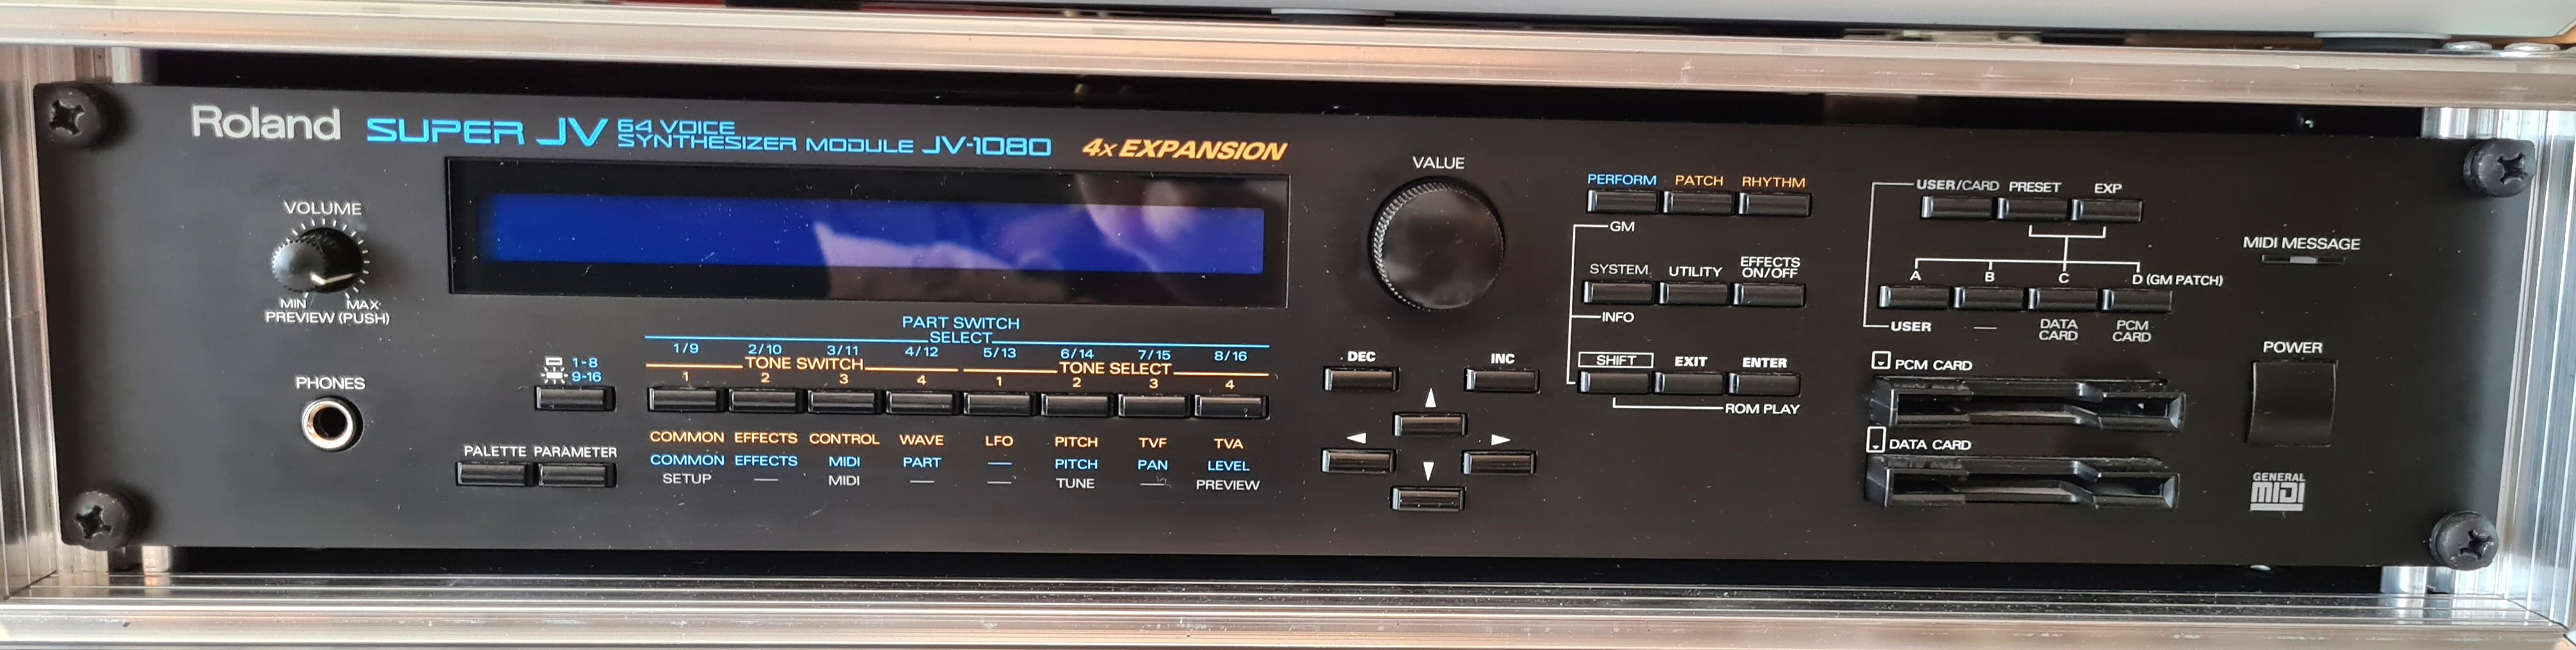 Roland SUPER JV 64 VOICE
SYNTHESIZER MODULE JV-1080 4x EXPANSION
VOLUME
MIN MAX
PREVIEW (PUSH)
PHONES
1-8
9-16
PALETTE PARAMETER
PART SWITCH
SELECT
1/9 2/10 3/11 4/12 5/13 6/14 7/15 8/16
TONE SWITCH TONE SELECT
1 2 3 4 1 2 3 4
COMMON EFFECTS CONTROL WAVE LFO PITCH TVF TVA
COMMON EFFECTS MIDI PART — PITCH PAN LEVEL
SETUP — MIDI — — TUNE — PREVIEW
VALUE
DEC INC
PERFORM PATCH RHYTHM
GM
SYSTEM UTILITY EFFECTS
ON/OFF
INFO
SHIFT EXIT ENTER
ROM PLAY
USER/CARD PRESET EXP
A B C D (GM PATCH)
USER — DATA
CARD PCM
CARD
PCM CARD
DATA CARD
MIDI MESSAGE
POWER
GENERAL
MIDI